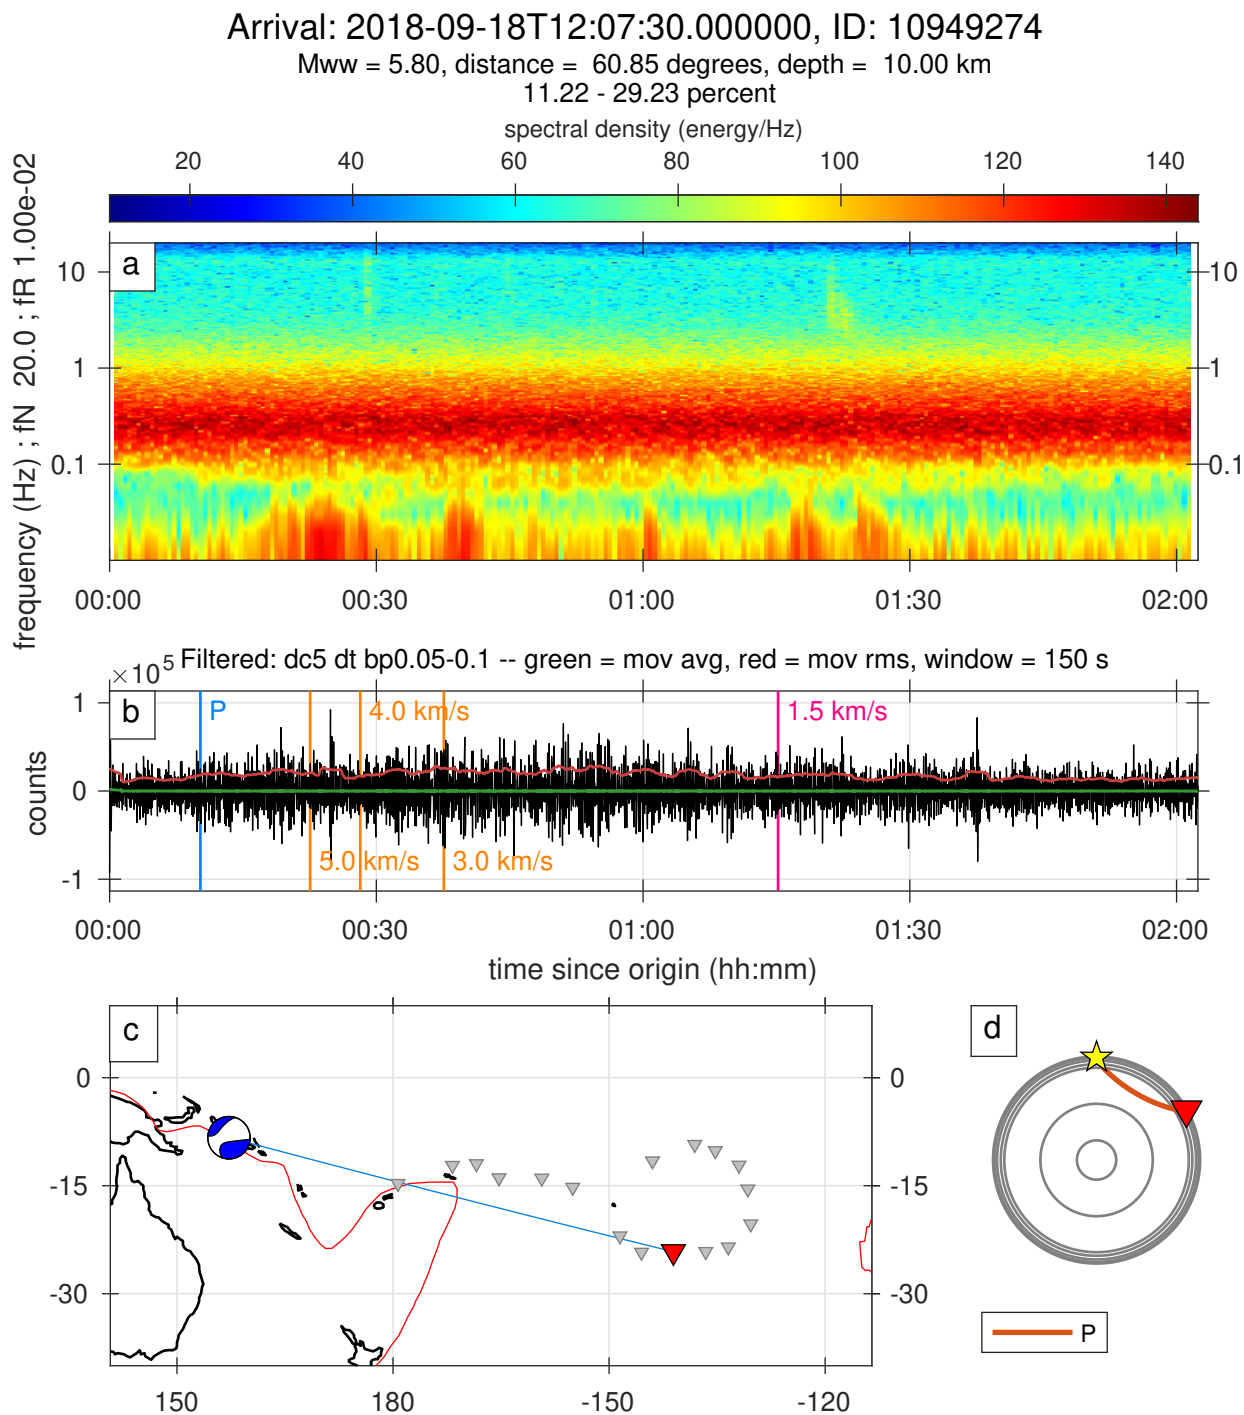 Arrival: 2018-09-18T12:07:30.000000, ID: 10949274
Mww = 5.80, distance =  60.85 degrees, depth =  10.00 km
11.22 - 29.23 percent
spectral density (energy/Hz)
20 40 60 80 100 120 140
frequency (Hz) ; fN  20.0 ; fR 1.00e-02
a
10 10
1 1
0.1 0.1
00:00 00:30 01:00 01:30 02:00
×10^5 Filtered: dc5 dt bp0.05-0.1 -- green = mov avg, red = mov rms, window = 150 s
b
P 4.0 km/s 1.5 km/s
5.0 km/s 3.0 km/s
counts
1
0
-1
00:00 00:30 01:00 01:30 02:00
time since origin (hh:mm)
c
0 0
-15 -15
-30 -30
150 180 -150 -120
d
P